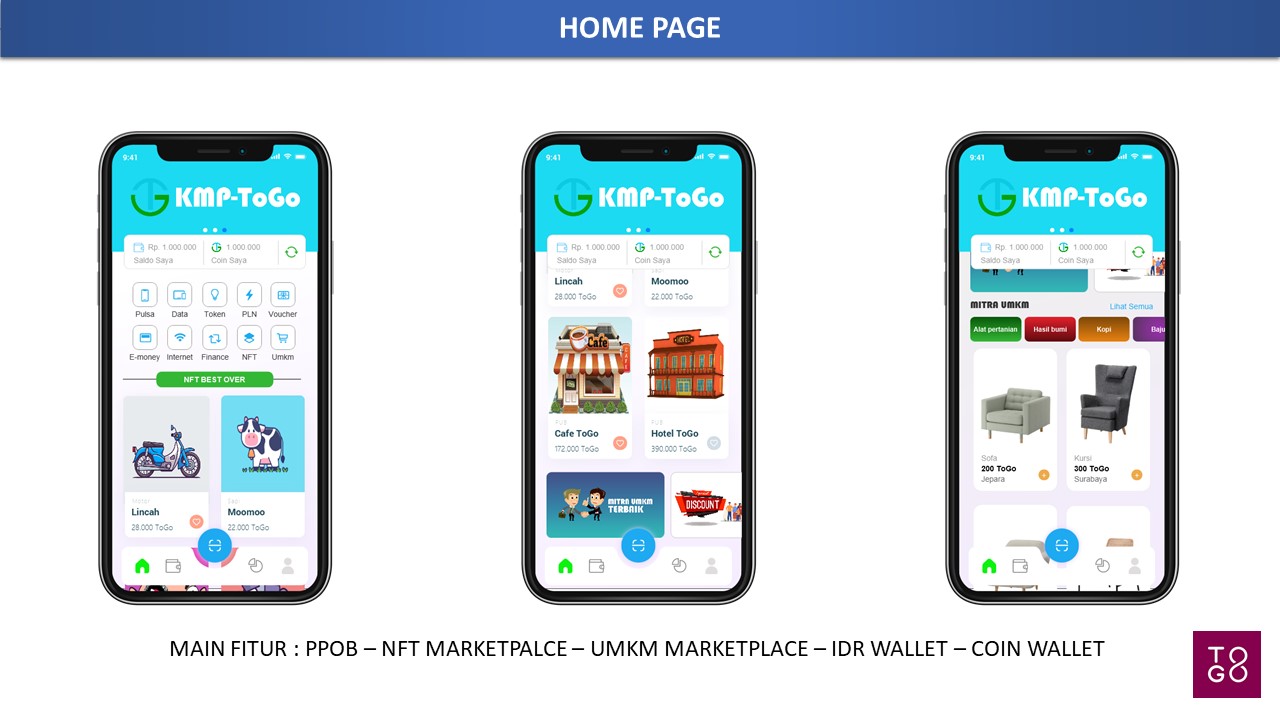 HOME PAGE
9:41
KMP-ToGo
Rp. 1.000.000
1.000.000
Saldo Saya
Coin Saya
Pulsa
Data
Token
PLN
Voucher
E-money
Internet
Finance
NFT
Umkm
NFT BEST OVER
Motor
Sapi
Lincah
Moomoo
28.000 ToGo
22.000 ToGo
9:41
KMP-ToGo
Rp. 1.000.000
1.000.000
Saldo Saya
Coin Saya
Lincah
Moomoo
28.000 ToGo
22.000 ToGo
Cafe
CAFE
HOTEL
PUB
Cafe ToGo
Hotel ToGo
172.000 ToGo
390.000 ToGo
MITRA UMKM
TERBAIK
DISCOUNT
9:41
KMP-ToGo
Rp. 1.000.000
1.000.000
Saldo Saya
Coin Saya
MITRA UMKM
Lihat Semua
Alat pertanian
Hasil bumi
Kopi
Baju
Sofa
Kursi
200 ToGo
300 ToGo
Jepara
Surabaya
MAIN FITUR : PPOB – NFT MARKETPALCE – UMKM MARKETPLACE – IDR WALLET – COIN WALLET
TO
GO